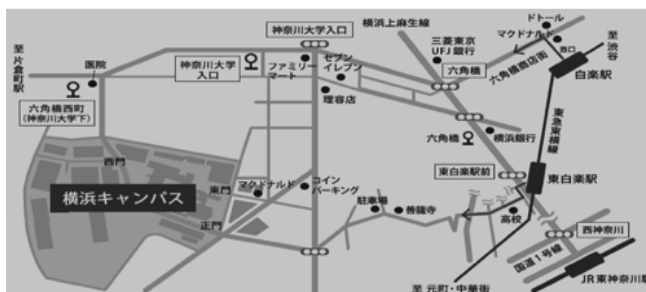 神奈川大学入口
横浜上麻生線
ドトール
マクドナルド
西口
至渋谷
至片倉町駅
医院
神奈川大学
入口
ファミリー
マート
セブン
イレブン
三菱東京
UFJ銀行
六角橋
六角橋商店街
白楽駅
六角橋西町
(神奈川大学下)
理容店
六角橋
横浜銀行
東急東横線
西門
東白楽駅前
東白楽駅
横浜キャンパス
東門
マクドナルド
コイン
パーキング
駐車場
善龍寺
高校
正門
西神奈川
国道1号線
至 元町・中華街
JR東神奈川駅